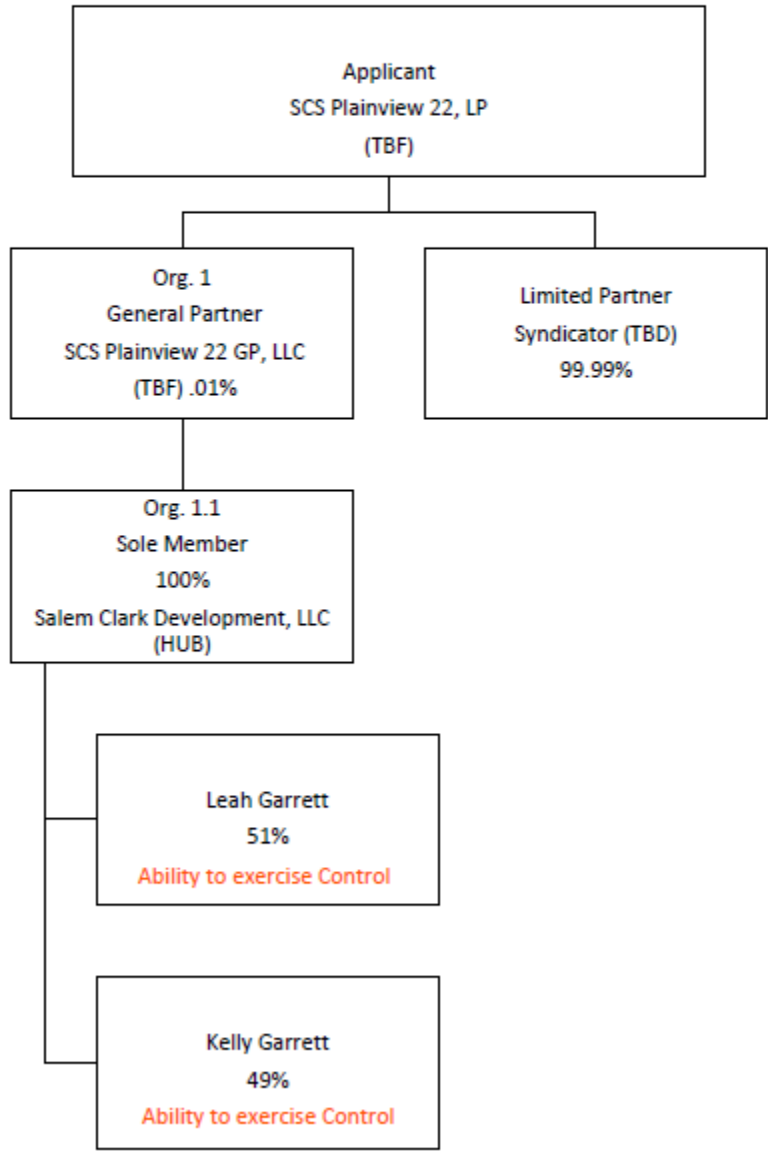 Applicant
SCS Plainview 22, LP
(TBF)
Org. 1
General Partner
SCS Plainview 22 GP, LLC
(TBF) .01%
Limited Partner
Syndicator (TBD)
99.99%
Org. 1.1
Sole Member
100%
Salem Clark Development, LLC
(HUB)
Leah Garrett
51%
Ability to exercise Control
Kelly Garrett
49%
Ability to exercise Control